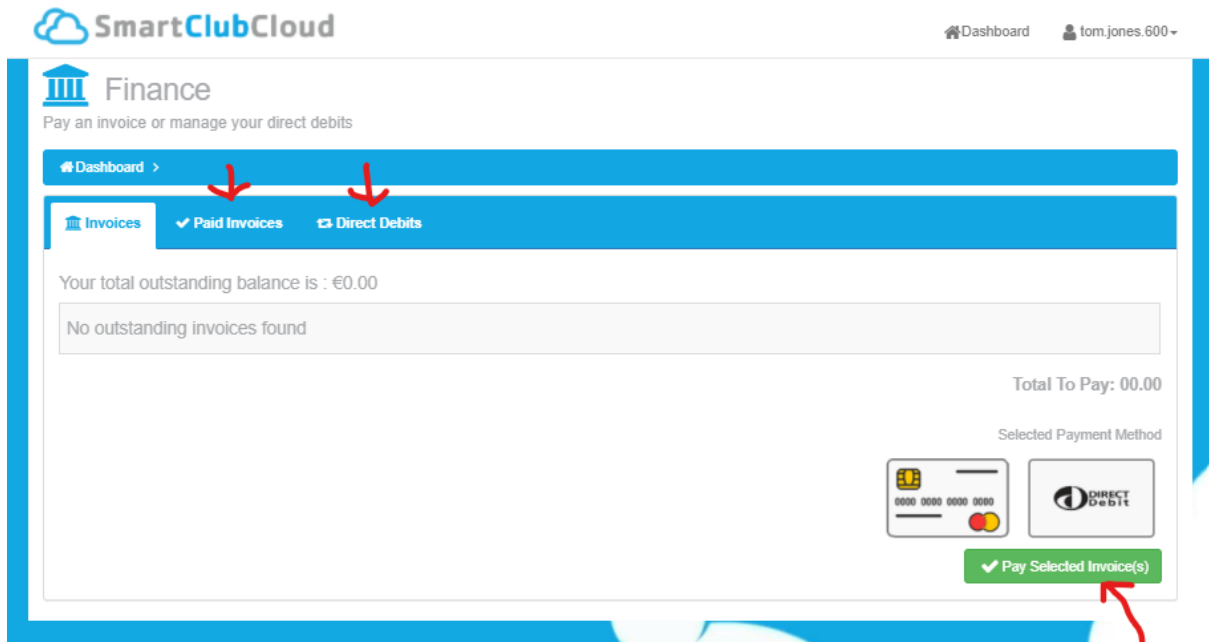 SmartClubCloud
Dashboard tom.jones.600
Finance
Pay an invoice or manage your direct debits
Dashboard >
Invoices Paid Invoices Direct Debits
Your total outstanding balance is : €0.00
No outstanding invoices found
Total To Pay: 00.00
Selected Payment Method
0000 0000 0000 0000
DIRECT
Debit
Pay Selected Invoice(s)